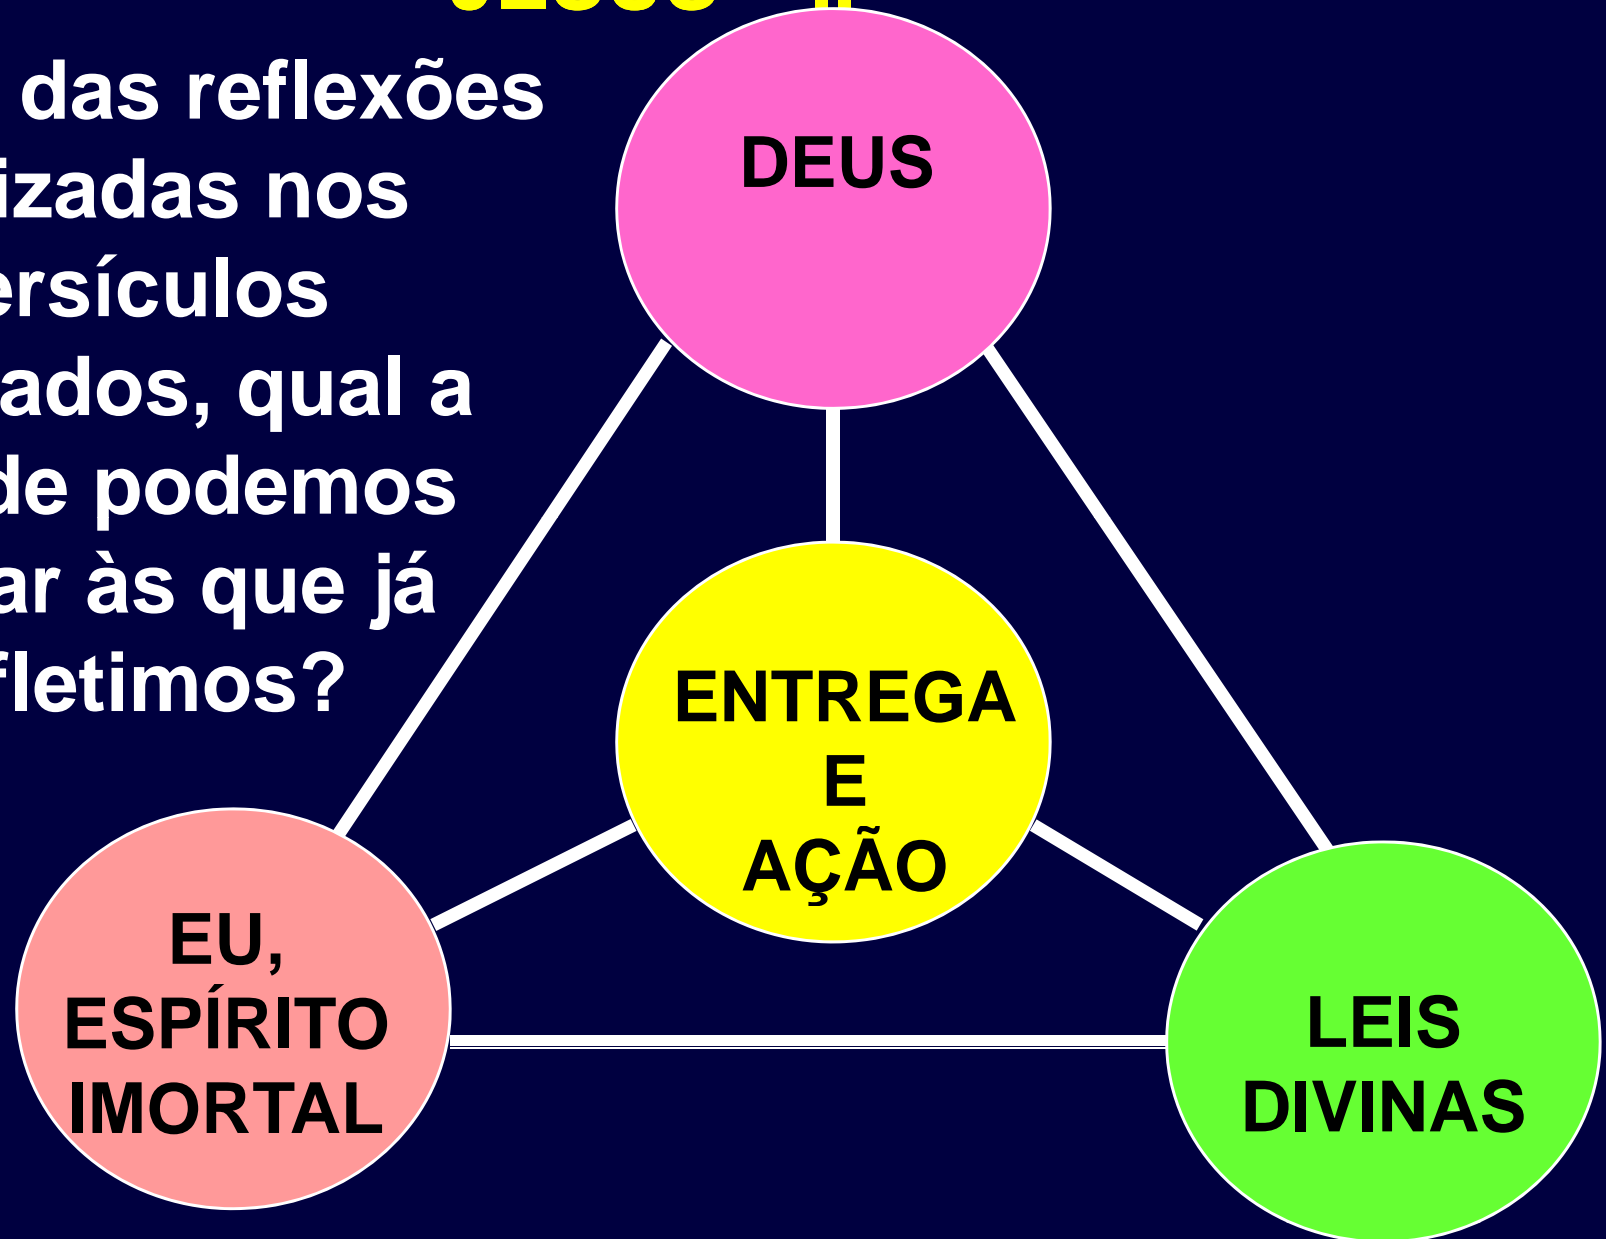 das reflexões
izadas nos
ersículos
ados, qual a
de podemos
ar às que já
fletimos?
DEUS
ENTREGA
E
AÇÃO
EU,
ESPÍRITO
IMORTAL
LEIS
DIVINAS